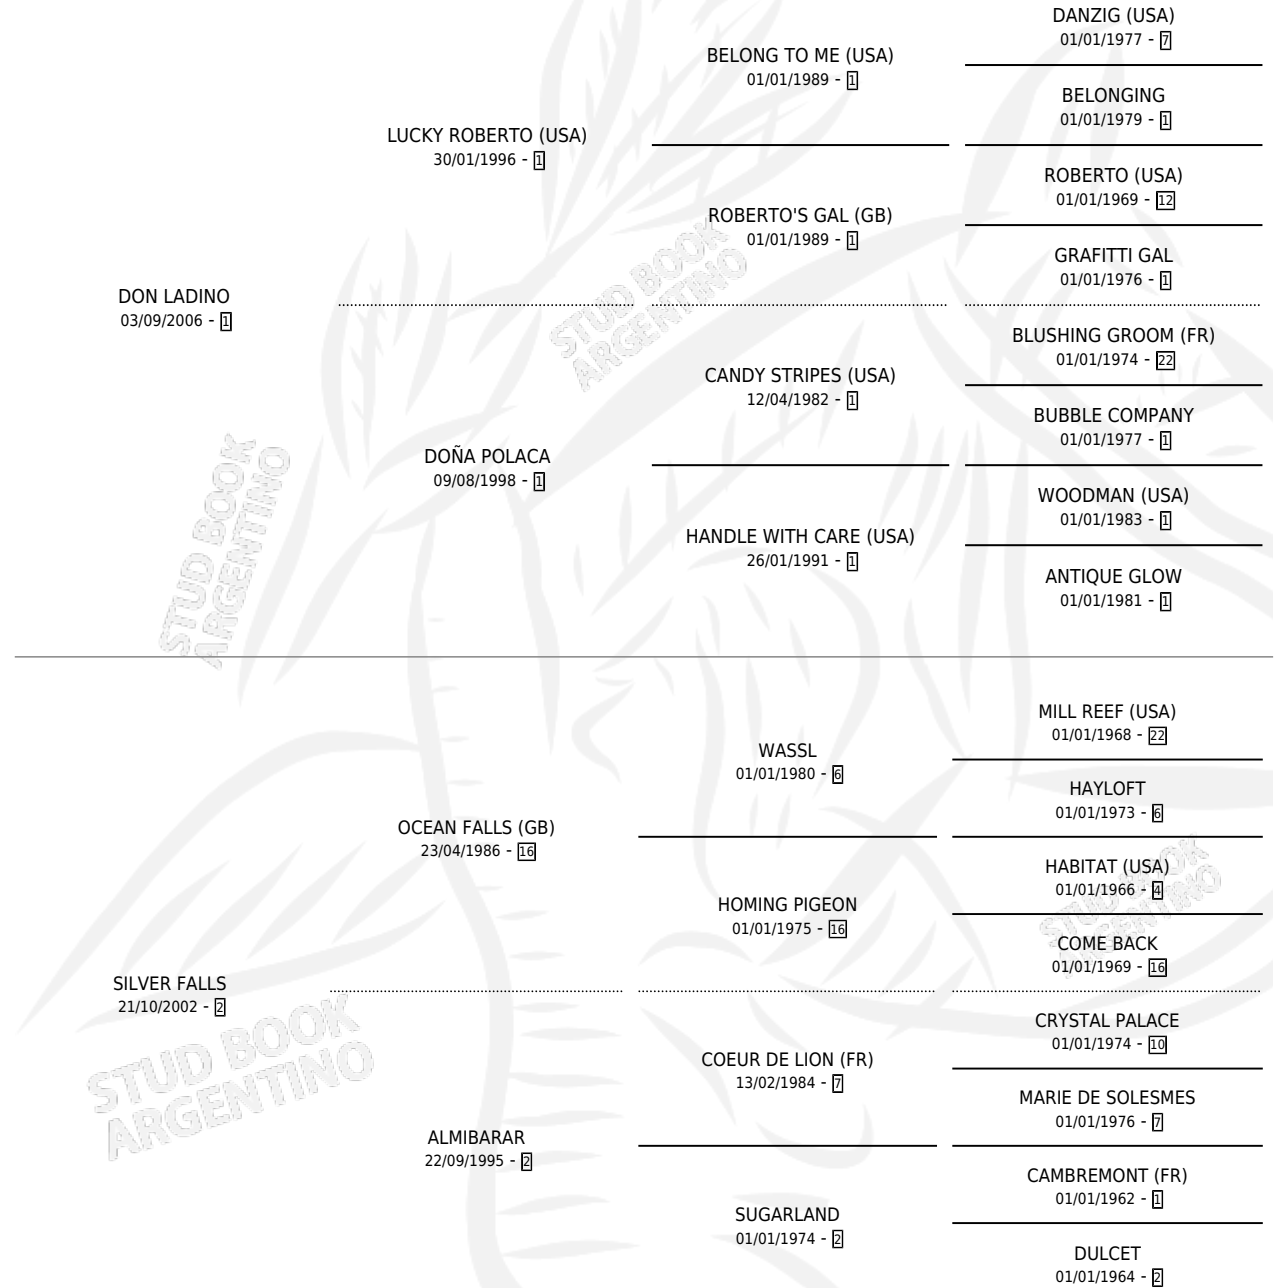 DANZIG (USA)
01/01/1977 - 7
BELONG TO ME (USA)
01/01/1989 - 1
BELONGING
01/01/1979 - 1
LUCKY ROBERTO (USA)
30/01/1996 - 1
ROBERTO (USA)
01/01/1969 - 12
ROBERTO'S GAL (GB)
01/01/1989 - 1
GRAFITTI GAL
01/01/1976 - 1
DON LADINO
03/09/2006 - 1
STUD BOOK
ARGENTINO
BLUSHING GROOM (FR)
01/01/1974 - 22
CANDY STRIPES (USA)
12/04/1982 - 1
BUBBLE COMPANY
01/01/1977 - 1
DOÑA POLACA
09/08/1998 - 1
WOODMAN (USA)
01/01/1983 - 1
HANDLE WITH CARE (USA)
26/01/1991 - 1
ANTIQUE GLOW
01/01/1981 - 1
STUD BOOK
ARGENTINO
MILL REEF (USA)
01/01/1968 - 22
WASSL
01/01/1980 - 6
HAYLOFT
01/01/1973 - 6
OCEAN FALLS (GB)
23/04/1986 - 16
HABITAT (USA)
01/01/1966 - 4
HOMING PIGEON
01/01/1975 - 16
STUD BOOK
ARGENTINO
COME BACK
01/01/1969 - 16
SILVER FALLS
21/10/2002 - 2
STUD BOOK
ARGENTINO
CRYSTAL PALACE
01/01/1974 - 10
COEUR DE LION (FR)
13/02/1984 - 7
MARIE DE SOLESMES
01/01/1976 - 7
ALMIBARAR
22/09/1995 - 2
CAMBREMONT (FR)
01/01/1962 - 1
SUGARLAND
01/01/1974 - 2
DULCET
01/01/1964 - 2